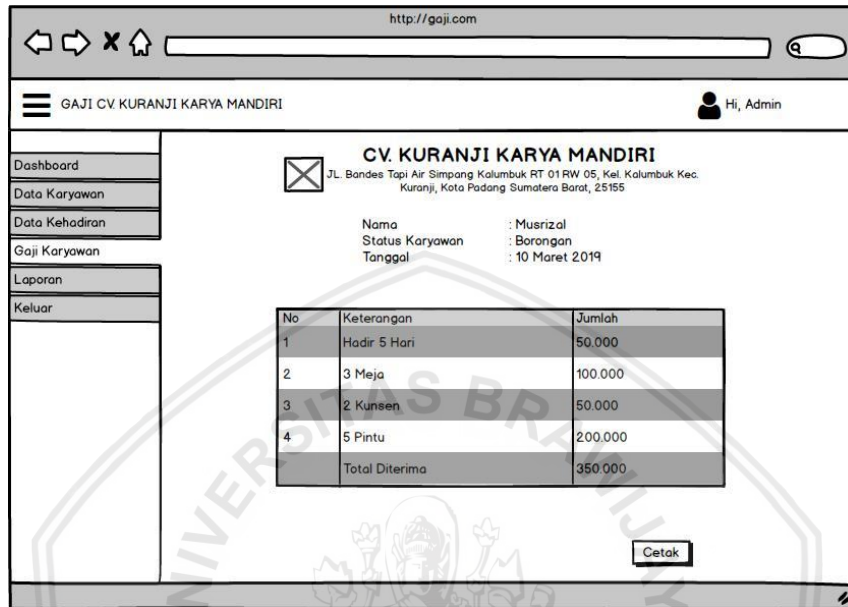 http://gaji.com
GAJI CV. KURANJI KARYA MANDIRI
Hi, Admin
Dashboard
Data Karyawan
Data Kehadiran
Gaji Karyawan
Laporan
Keluar
CV. KURANJI KARYA MANDIRI
JL. Bandes Tapi Air Simpang Kalumbuk RT 01 RW 05, Kel. Kalumbuk Kec.
Kuranji, Kota Padang Sumatera Barat, 25155
Nama : Musrizal
Status Karyawan : Borongan
Tanggal : 10 Maret 2019
No Keterangan Jumlah
1 Hadir 5 Hari 50.000
2 3 Meja 100.000
3 2 Kunsen 50.000
4 5 Pintu 200.000
Total Diterima 350.000
Cetak
UNIVERSITAS BRAWIJAYA